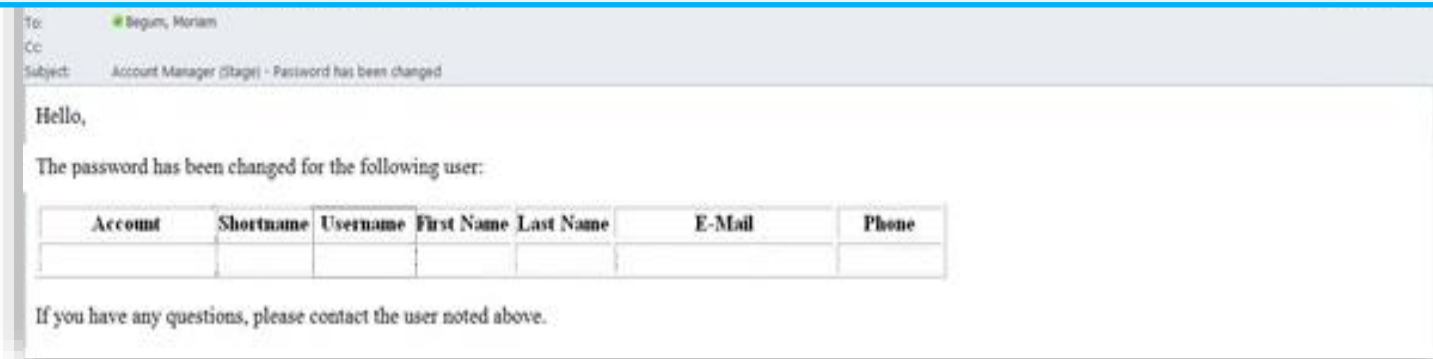 To: Begum, Moriam
Cc:
Subject: Account Manager (Stage) - Password has been changed
Hello,
The password has been changed for the following user:
Account Shortname Username First Name Last Name E-Mail Phone
If you have any questions, please contact the user noted above.